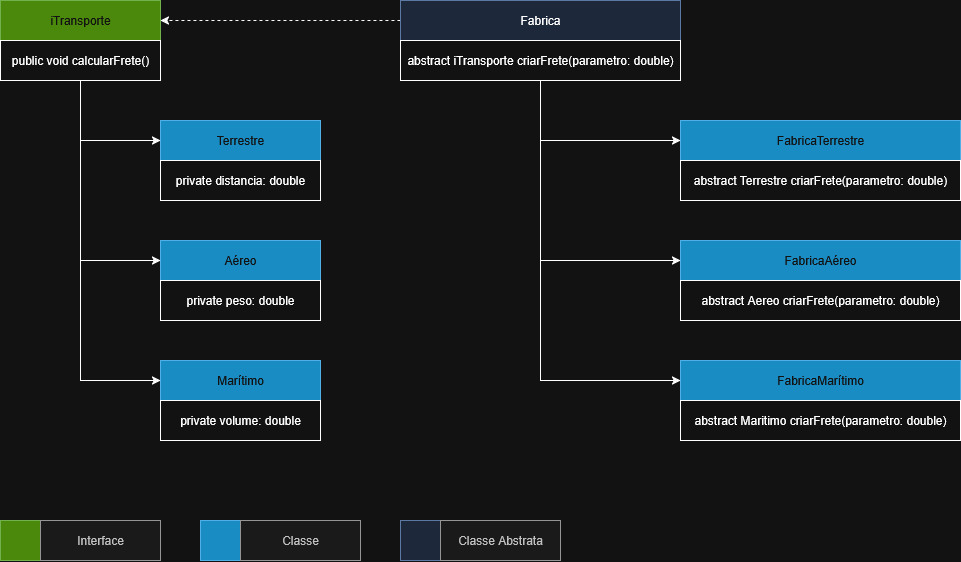 iTransporte
public void calcularFrete()
Fabrica
abstract iTransporte criarFrete(parametro: double)
Terrestre
private distancia: double
Aéreo
private peso: double
Marítimo
private volume: double
FabricaTerrestre
abstract Terrestre criarFrete(parametro: double)
FabricaAéreo
abstract Aereo criarFrete(parametro: double)
FabricaMarítimo
abstract Maritimo criarFrete(parametro: double)
Interface
Classe
Classe Abstrata